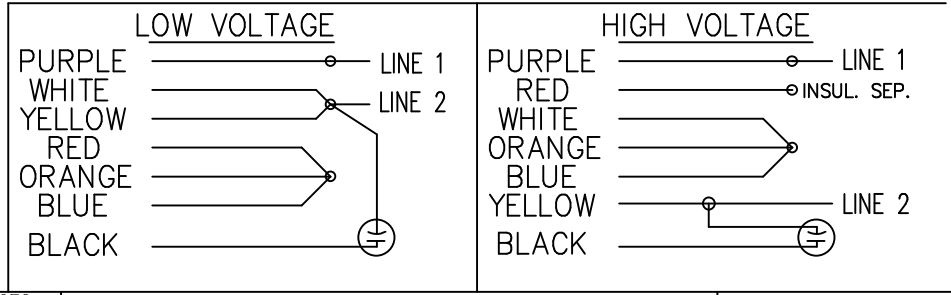 LOW VOLTAGE
PURPLE LINE 1
WHITE LINE 2
YELLOW
RED
ORANGE
BLUE
BLACK
HIGH VOLTAGE
PURPLE LINE 1
RED INSUL. SEP.
WHITE
ORANGE
BLUE
YELLOW LINE 2
BLACK